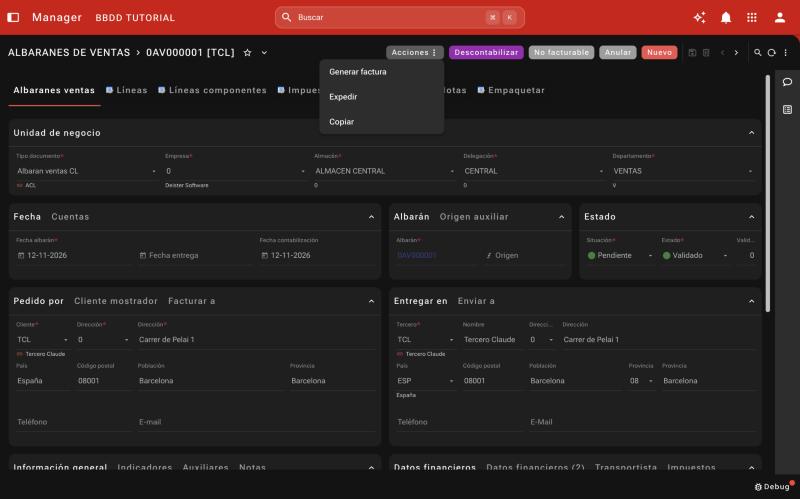 Manager BBDD TUTORIAL Buscar ⌘ K
ALBARANES DE VENTAS > 0AV000001 [TCL] Acciones Descontabilizar No facturable Anular Nuevo
Albaranes ventas Líneas Líneas componentes Notas Empaquetar
Generar factura
Expedir
Copiar
Unidad de negocio
Tipo documento* Empresa* Almacén* Delegación* Departamento*
Albaran ventas CL 0 ALMACEN CENTRAL CENTRAL VENTAS
ACL Deister Software 0 0 V
Fecha Cuentas
Fecha albarán* Fecha contabilización
12-11-2026 Fecha entrega 12-11-2026
Albarán Origen auxiliar
Albarán*
0AV000001 Origen
Estado
Situación* Estado* Valid...
Pendiente Validado 0
Pedido por Cliente mostrador Facturar a
Cliente* Dirección* Dirección*
TCL 0 Carrer de Pelai 1
Tercero Claude
País Código postal Población Provincia
España 08001 Barcelona Barcelona
Teléfono E-mail
Entregar en Enviar a
Tercero* Nombre Direcci... Dirección
TCL Tercero Claude 0 Carrer de Pelai 1
Tercero Claude
País Código postal Población Provincia Provincia
ESP 08001 Barcelona 08 Barcelona
España
Teléfono E-Mail
Información general Indicadores Auxiliares Notas
Datos financieros Datos financieros (2) Transportista Impuestos
Debug